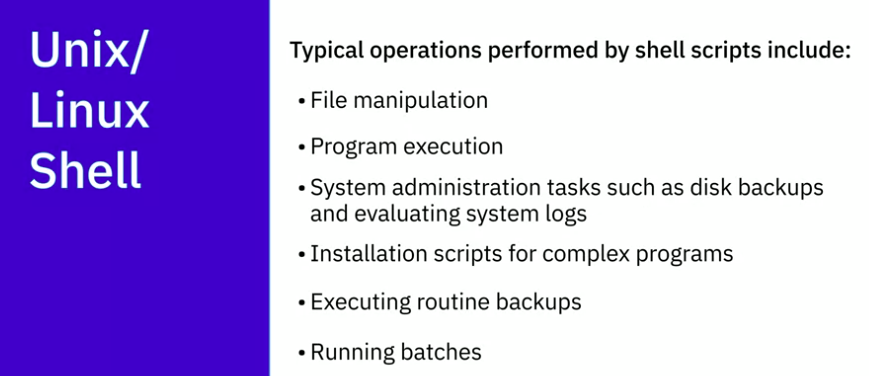 Unix/
Linux
Shell
Typical operations performed by shell scripts include:
• File manipulation
• Program execution
• System administration tasks such as disk backups
and evaluating system logs
• Installation scripts for complex programs
• Executing routine backups
• Running batches